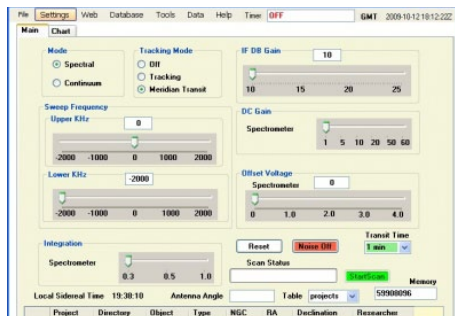 File Settings Web Database Tools Data Help Timer OFF GMT 2009-10-12 18:12:22Z
Main Chart
Mode Tracking Mode IF DB Gain 10
Spectral Off
Tracking
Continuum Meridian Transit 10 15 20 25
Sweep Frequency DC Gain
Upper KHz 0 Spectrometer
1 5 10 20 50 60
-2000 -1000 0 1000 2000
Lower KHz -2000 Offset Voltage
Spectrometer 0
-2000 -1000 0 1000 2000 0 1.0 2.0 3.0 4.0
Transit Time
Integration Reset Noise Off 1 min
Spectrometer Scan Status
0.3 0.5 1.0 StartScan Memory
Local Sidereal Time 19:38:10 Antenna Angle Table projects 59908096
Project Directory Object Type NGC RA Declination Researcher